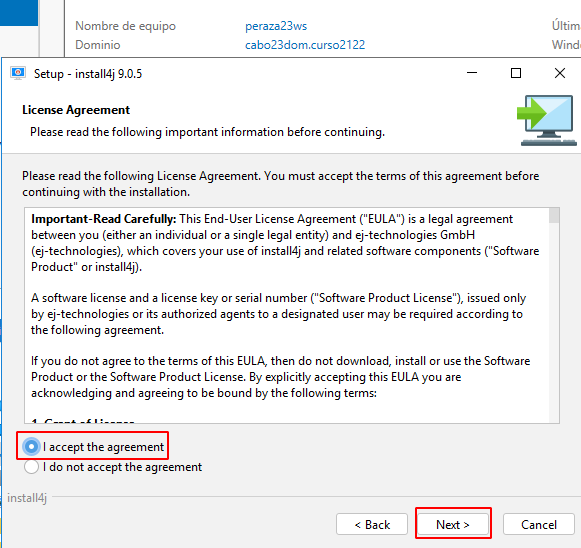 Nombre de equipo peraza23ws
Dominio cabo23dom.curso2122
Setup - install4j 9.0.5
License Agreement
Please read the following important information before continuing.
Please read the following License Agreement. You must accept the terms of this agreement before
continuing with the installation.
Important-Read Carefully: This End-User License Agreement ("EULA") is a legal agreement
between you (either an individual or a single legal entity) and ej-technologies GmbH
(ej-technologies), which covers your use of install4j and related software components ("Software
Product" or install4j).
A software license and a license key or serial number ("Software Product License"), issued only
by ej-technologies or its authorized agents to a designated user may be required according to
the following agreement.
If you do not agree to the terms of this EULA, then do not download, install or use the Software
Product or the Software Product License. By explicitly accepting this EULA you are
acknowledging and agreeing to be bound by the following terms:
1. Grant of License
I accept the agreement
I do not accept the agreement
install4j
< Back
Next >
Cancel